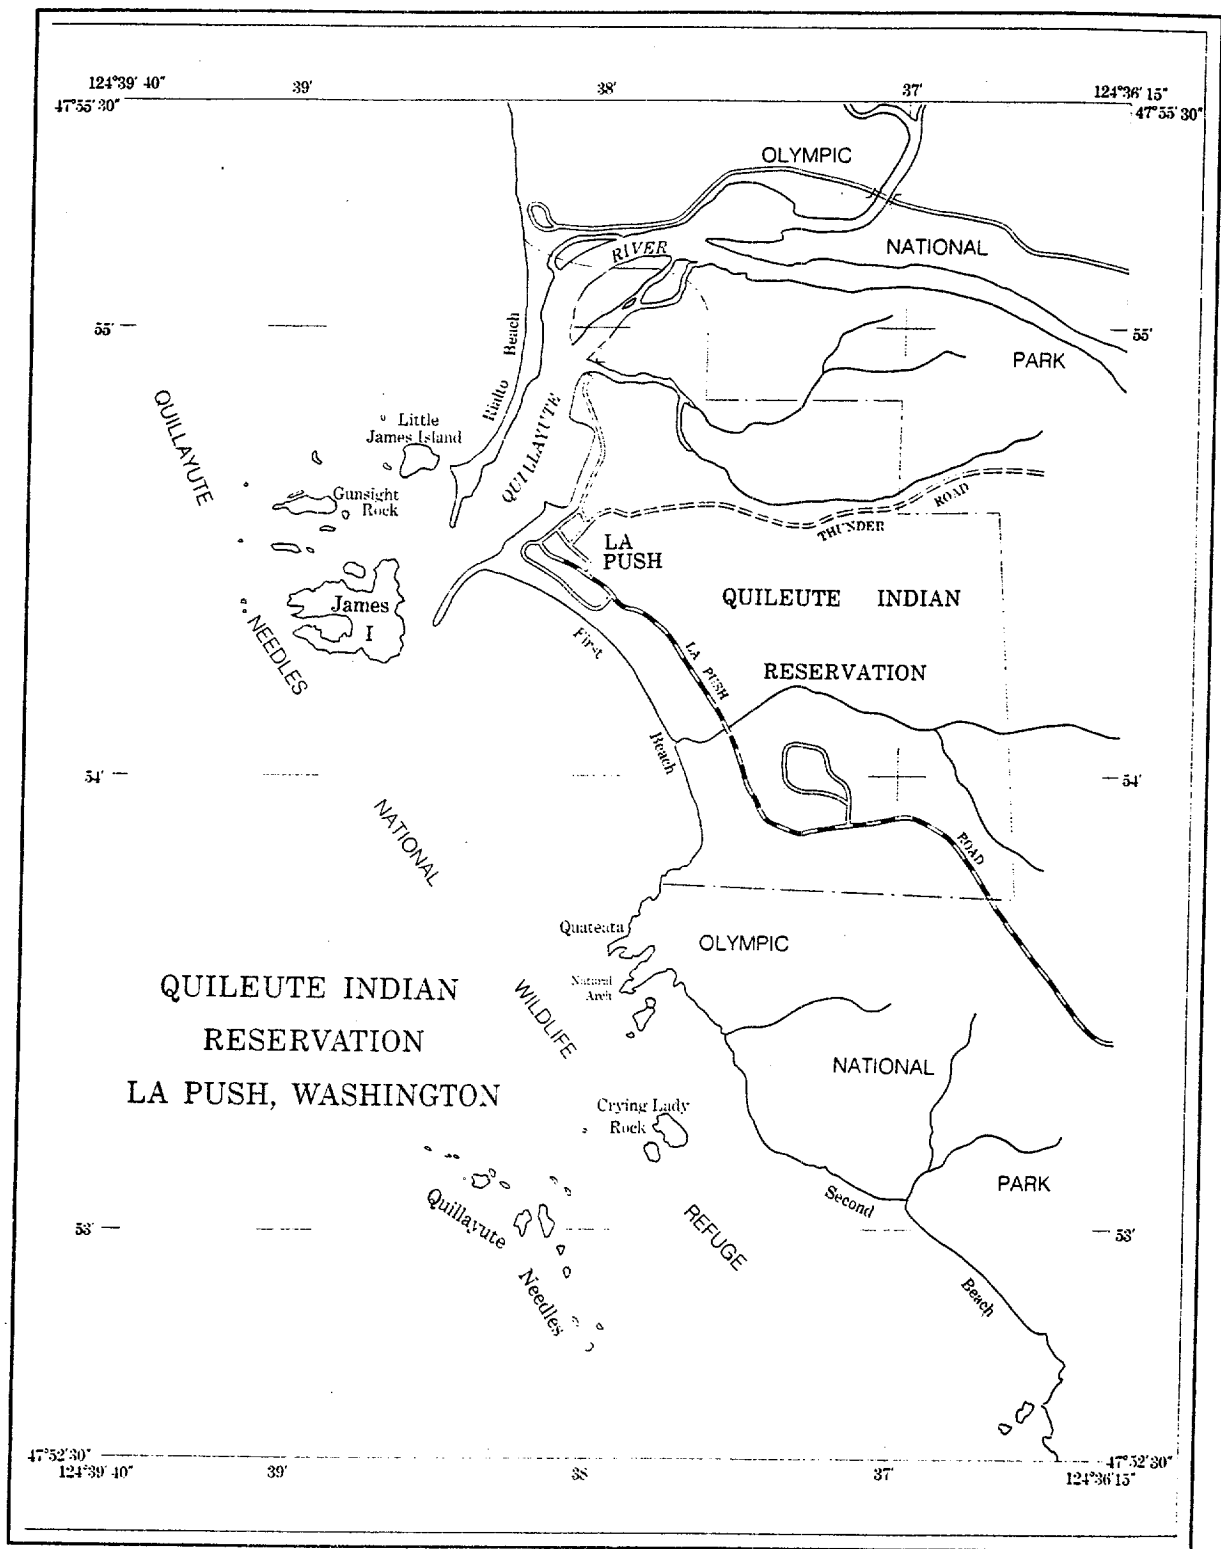 124°39' 40"
39'
38'
37'
124°36' 15"
47°55'30"
47°55'30"
OLYMPIC
RIVER
NATIONAL
55'
55'
PARK
Rialto Beach
QUILLAYUTE
QUILLAYUTE
Little
James Island
Gunsight
Rock
THUNDER ROAD
LA
PUSH
James
I
NEEDLES
QUILEUTE INDIAN
RESERVATION
First
Beach
LA PUSH
ROAD
54'
54'
NATIONAL
Quateata
OLYMPIC
Natural
Arch
WILDLIFE
QUILEUTE INDIAN
RESERVATION
LA PUSH, WASHINGTON
NATIONAL
Crying Lady
Rock
PARK
Second
Beach
Quillayute
Needles
REFUGE
53'
53'
47°52'30"
47°52'30"
124°39' 40"
39'
38'
37'
124°36'15"